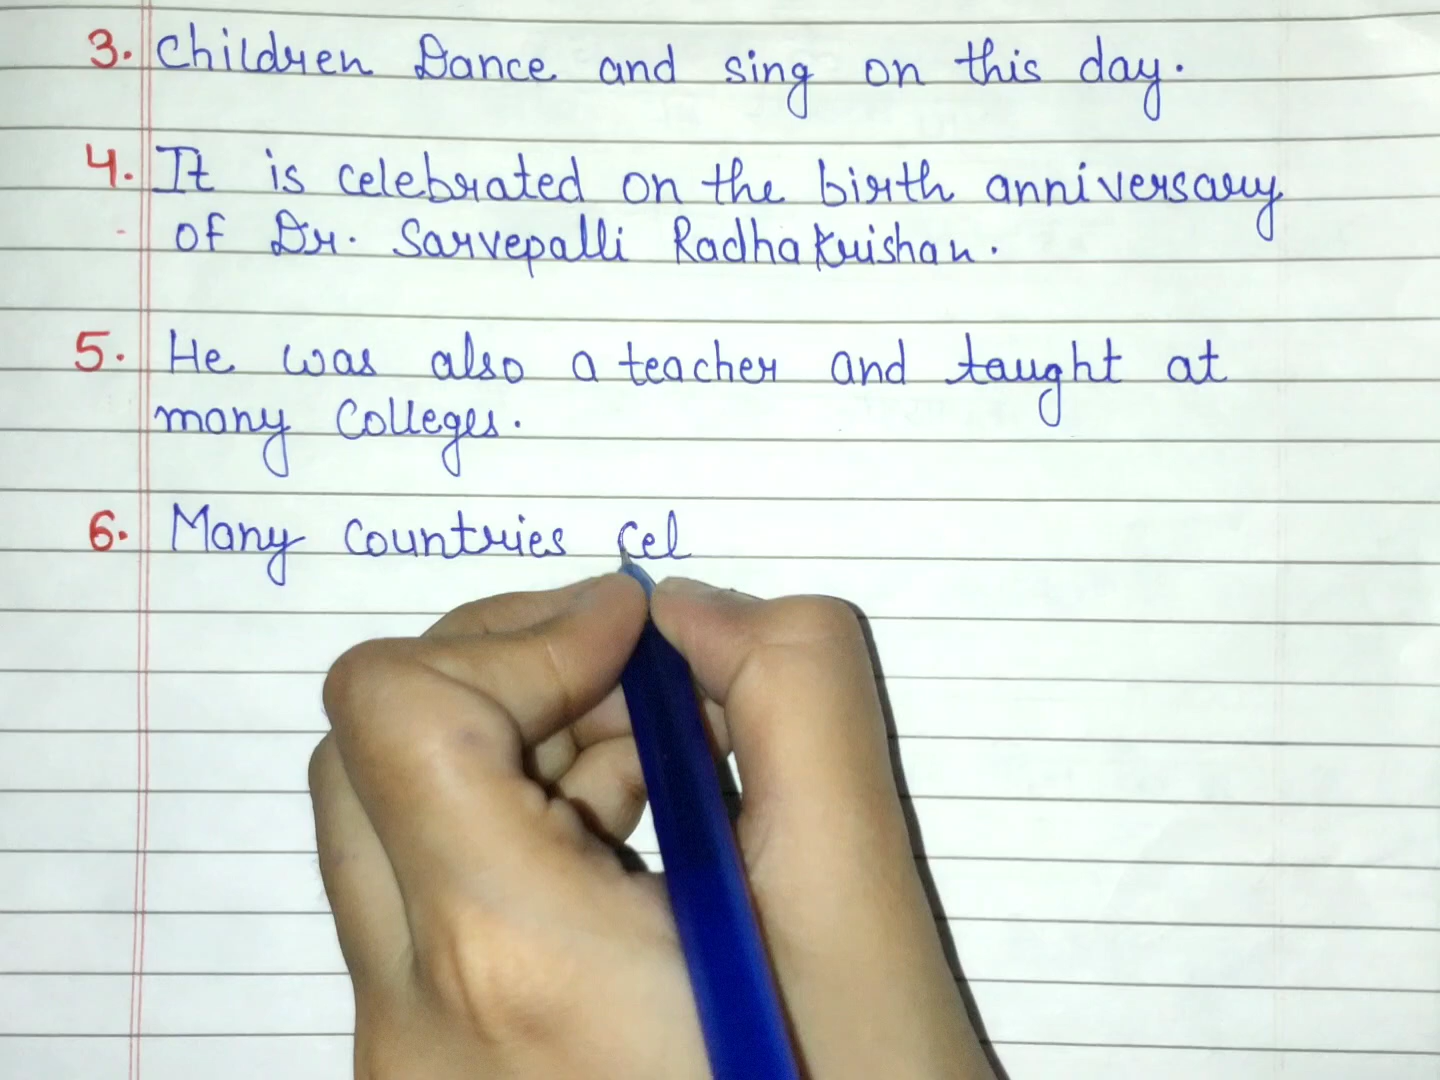 3. Children Dance and sing on this day.
4. It is celebrated on the birth anniversary
of Dr. Sarvepalli Radhakrishan.
5. He was also a teacher and taught at
many Colleges.
6. Many Countries cel